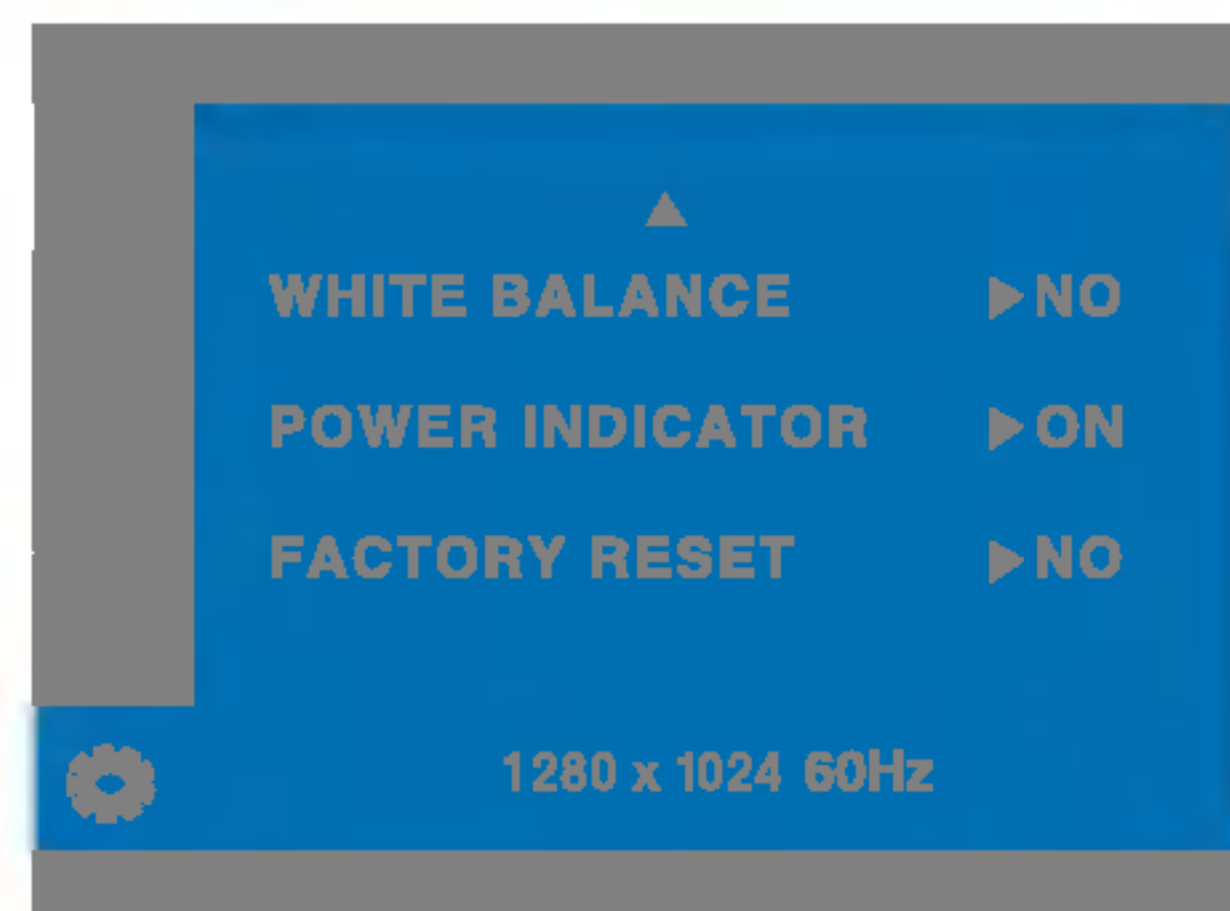 WHITE BALANCE ▶NO
POWER INDICATOR ▶ON
FACTORY RESET ▶NO
1280 x 1024 60Hz